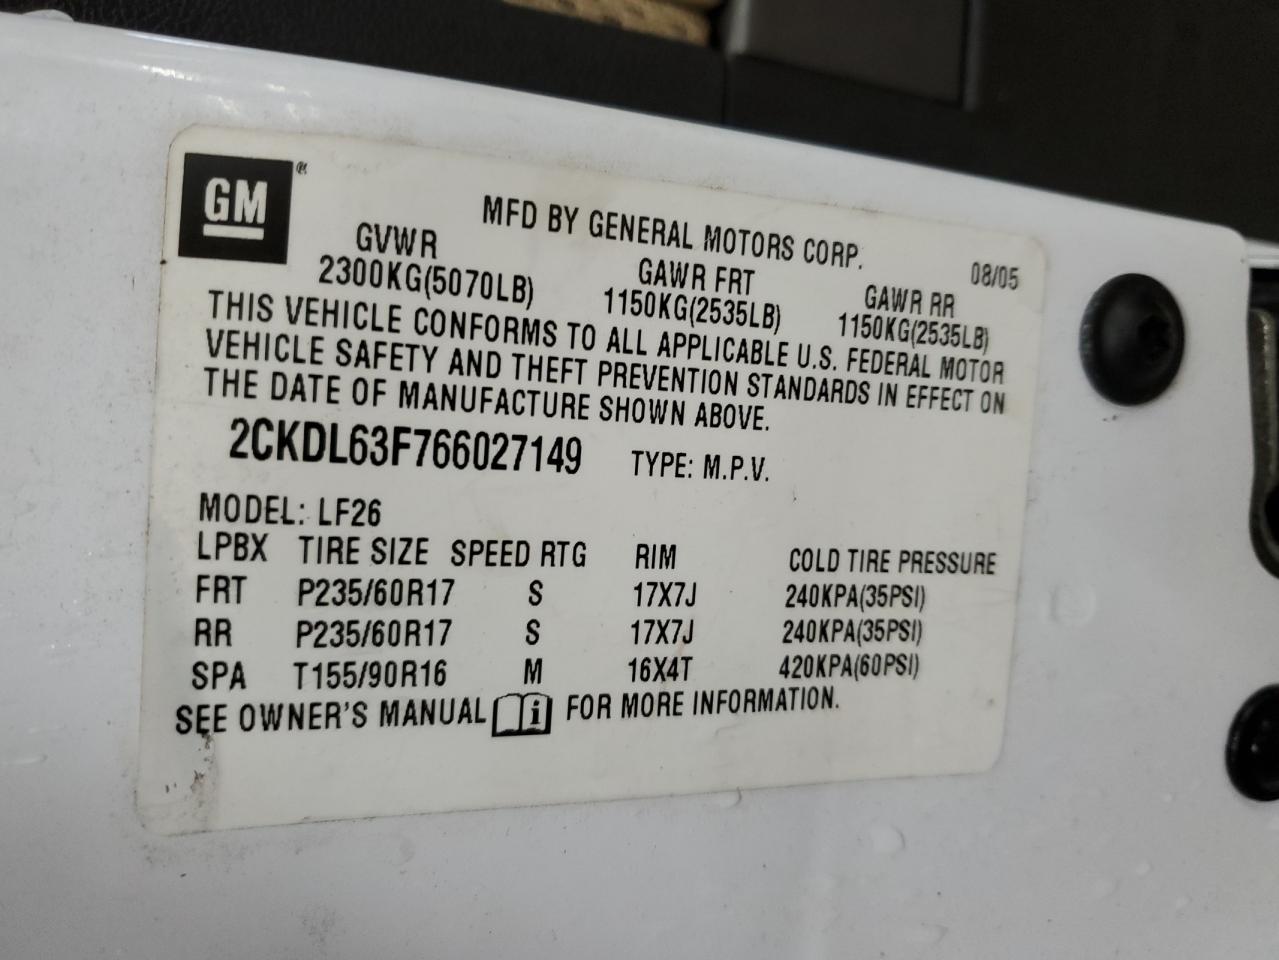 GM®
MFD BY GENERAL MOTORS CORP.
08/05
GVWR GAWR FRT GAWR RR
2300KG(5070LB) 1150KG(2535LB) 1150KG(2535LB)
THIS VEHICLE CONFORMS TO ALL APPLICABLE U.S. FEDERAL MOTOR
VEHICLE SAFETY AND THEFT PREVENTION STANDARDS IN EFFECT ON
THE DATE OF MANUFACTURE SHOWN ABOVE.
2CKDL63F766027149 TYPE: M.P.V.
MODEL: LF26
LPBX TIRE SIZE SPEED RTG RIM COLD TIRE PRESSURE
FRT P235/60R17 S 17X7J 240KPA(35PSI)
RR P235/60R17 S 17X7J 240KPA(35PSI)
SPA T155/90R16 M 16X4T 420KPA(60PSI)
SEE OWNER'S MANUAL i FOR MORE INFORMATION.